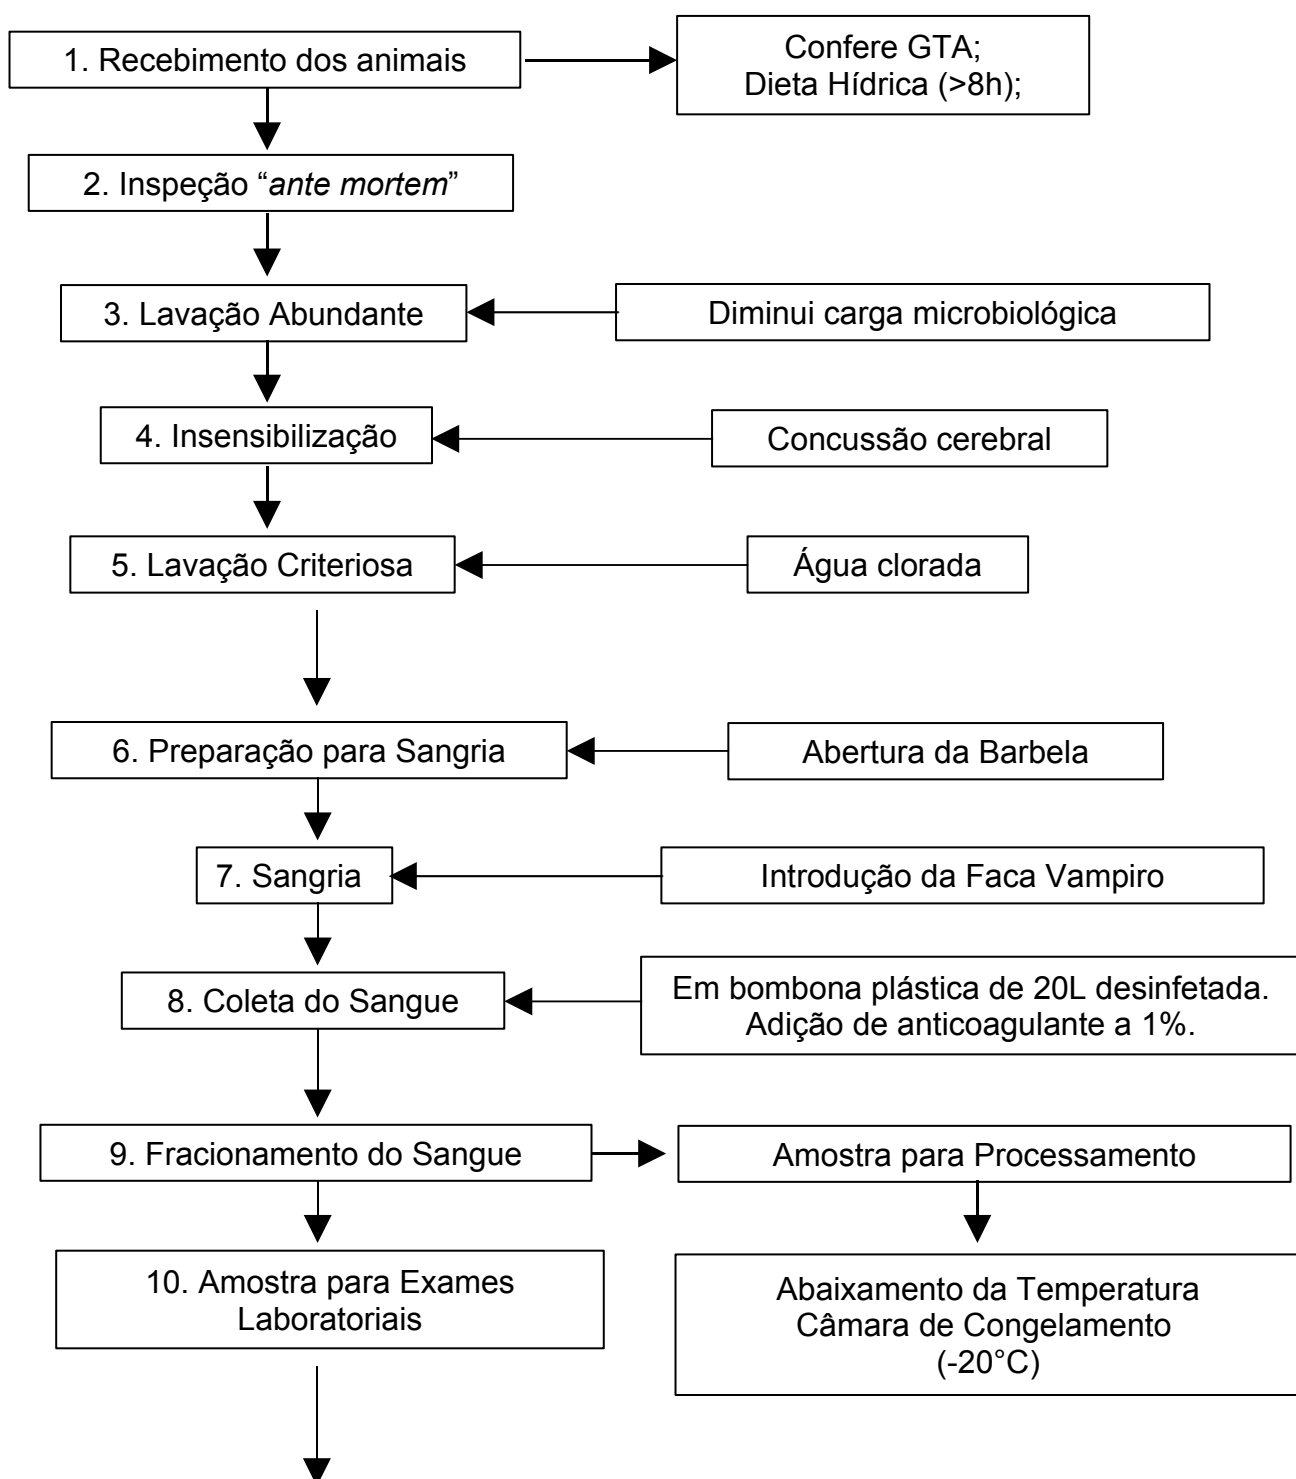 1. Recebimento dos animais
Confere GTA;
Dieta Hídrica (>8h);
2. Inspeção “ante mortem”
3. Lavação Abundante
Diminui carga microbiológica
4. Insensibilização
Concussão cerebral
5. Lavação Criteriosa
Água clorada
6. Preparação para Sangria
Abertura da Barbela
7. Sangria
Introdução da Faca Vampiro
8. Coleta do Sangue
Em bombona plástica de 20L desinfetada.
Adição de anticoagulante a 1%.
9. Fracionamento do Sangue
Amostra para Processamento
10. Amostra para Exames
Laboratoriais
Abaixamento da Temperatura
Câmara de Congelamento
(-20°C)